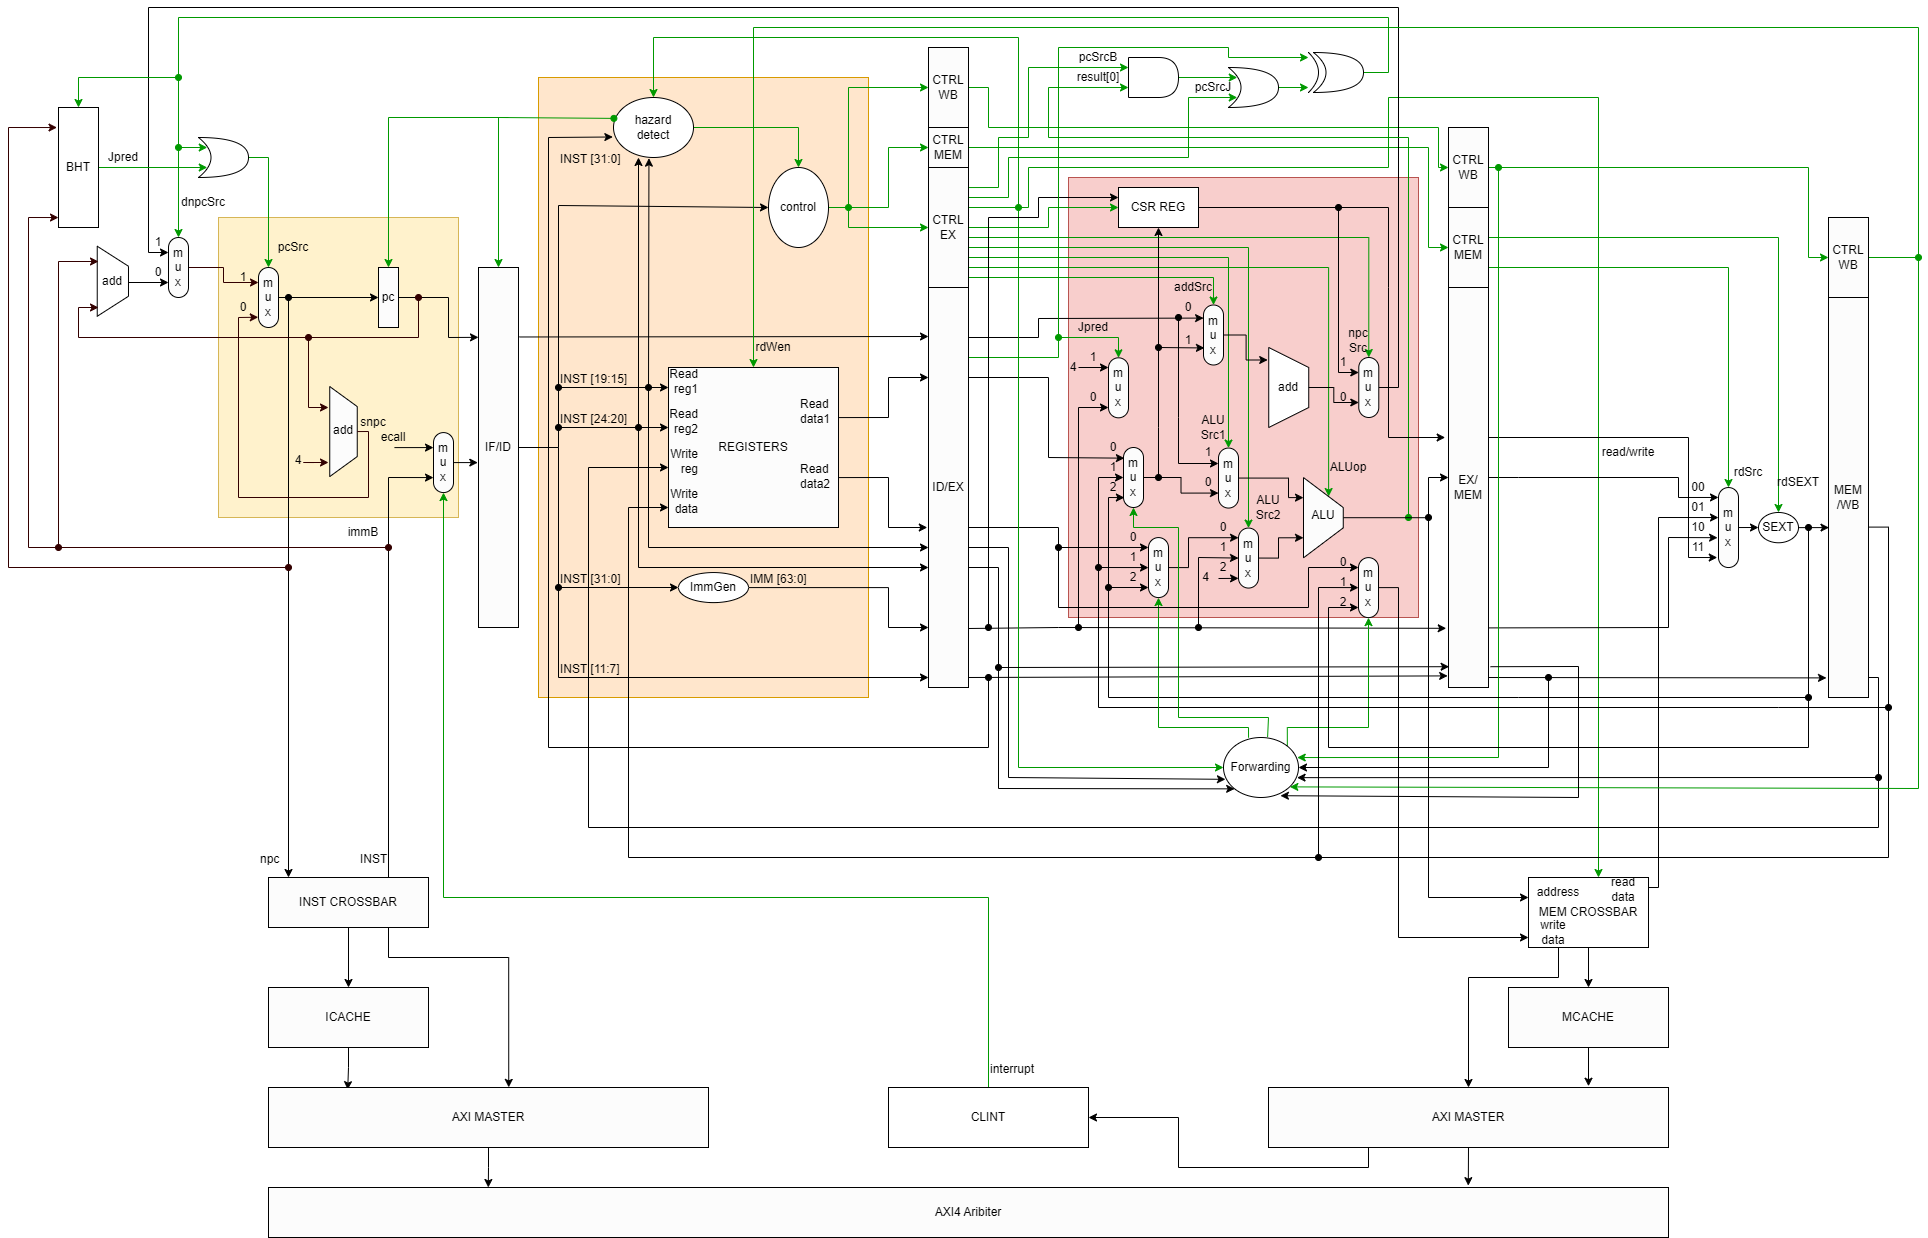 CTRL
WB
CTRL
MEM
CTRL
EX
pcSrcB
result[0]
pcSrcJ
BHT
Jpred
hazard
detect
INST [31:0]
control
CTRL
WB
CTRL
MEM
CTRL
WB
dnpcSrc
1
0
m
u
x
add
pcSrc
1
0
m
u
x
pc
CSR REG
addSrc
0
1
m
u
x
Jpred
1
4
0
m
u
x
add
npc
Src
1
0
m
u
x
rdWen
add
snpc
4
ecall
m
u
x
immB
IF/ID
INST [19:15]
INST [24:20]
Read
reg1
Read
reg2
Write
reg
Write
data
REGISTERS
Read
data1
Read
data2
INST [31:0]
ImmGen
IMM [63:0]
INST [11:7]
ID/EX
0
1
2
m
u
x
ALU
Src1
1
0
m
u
x
0
1
2
m
u
x
ALU
Src2
0
1
2
4
m
u
x
ALUop
ALU
0
1
2
m
u
x
EX/
MEM
read/write
rdSrc
00
01
10
11
m
u
x
rdSEXT
SEXT
MEM
/WB
Forwarding
npc
INST
INST CROSSBAR
address
read
data
MEM CROSSBAR
write
data
ICACHE
MCACHE
interrupt
AXI MASTER
CLINT
AXI MASTER
AXI4 Aribiter